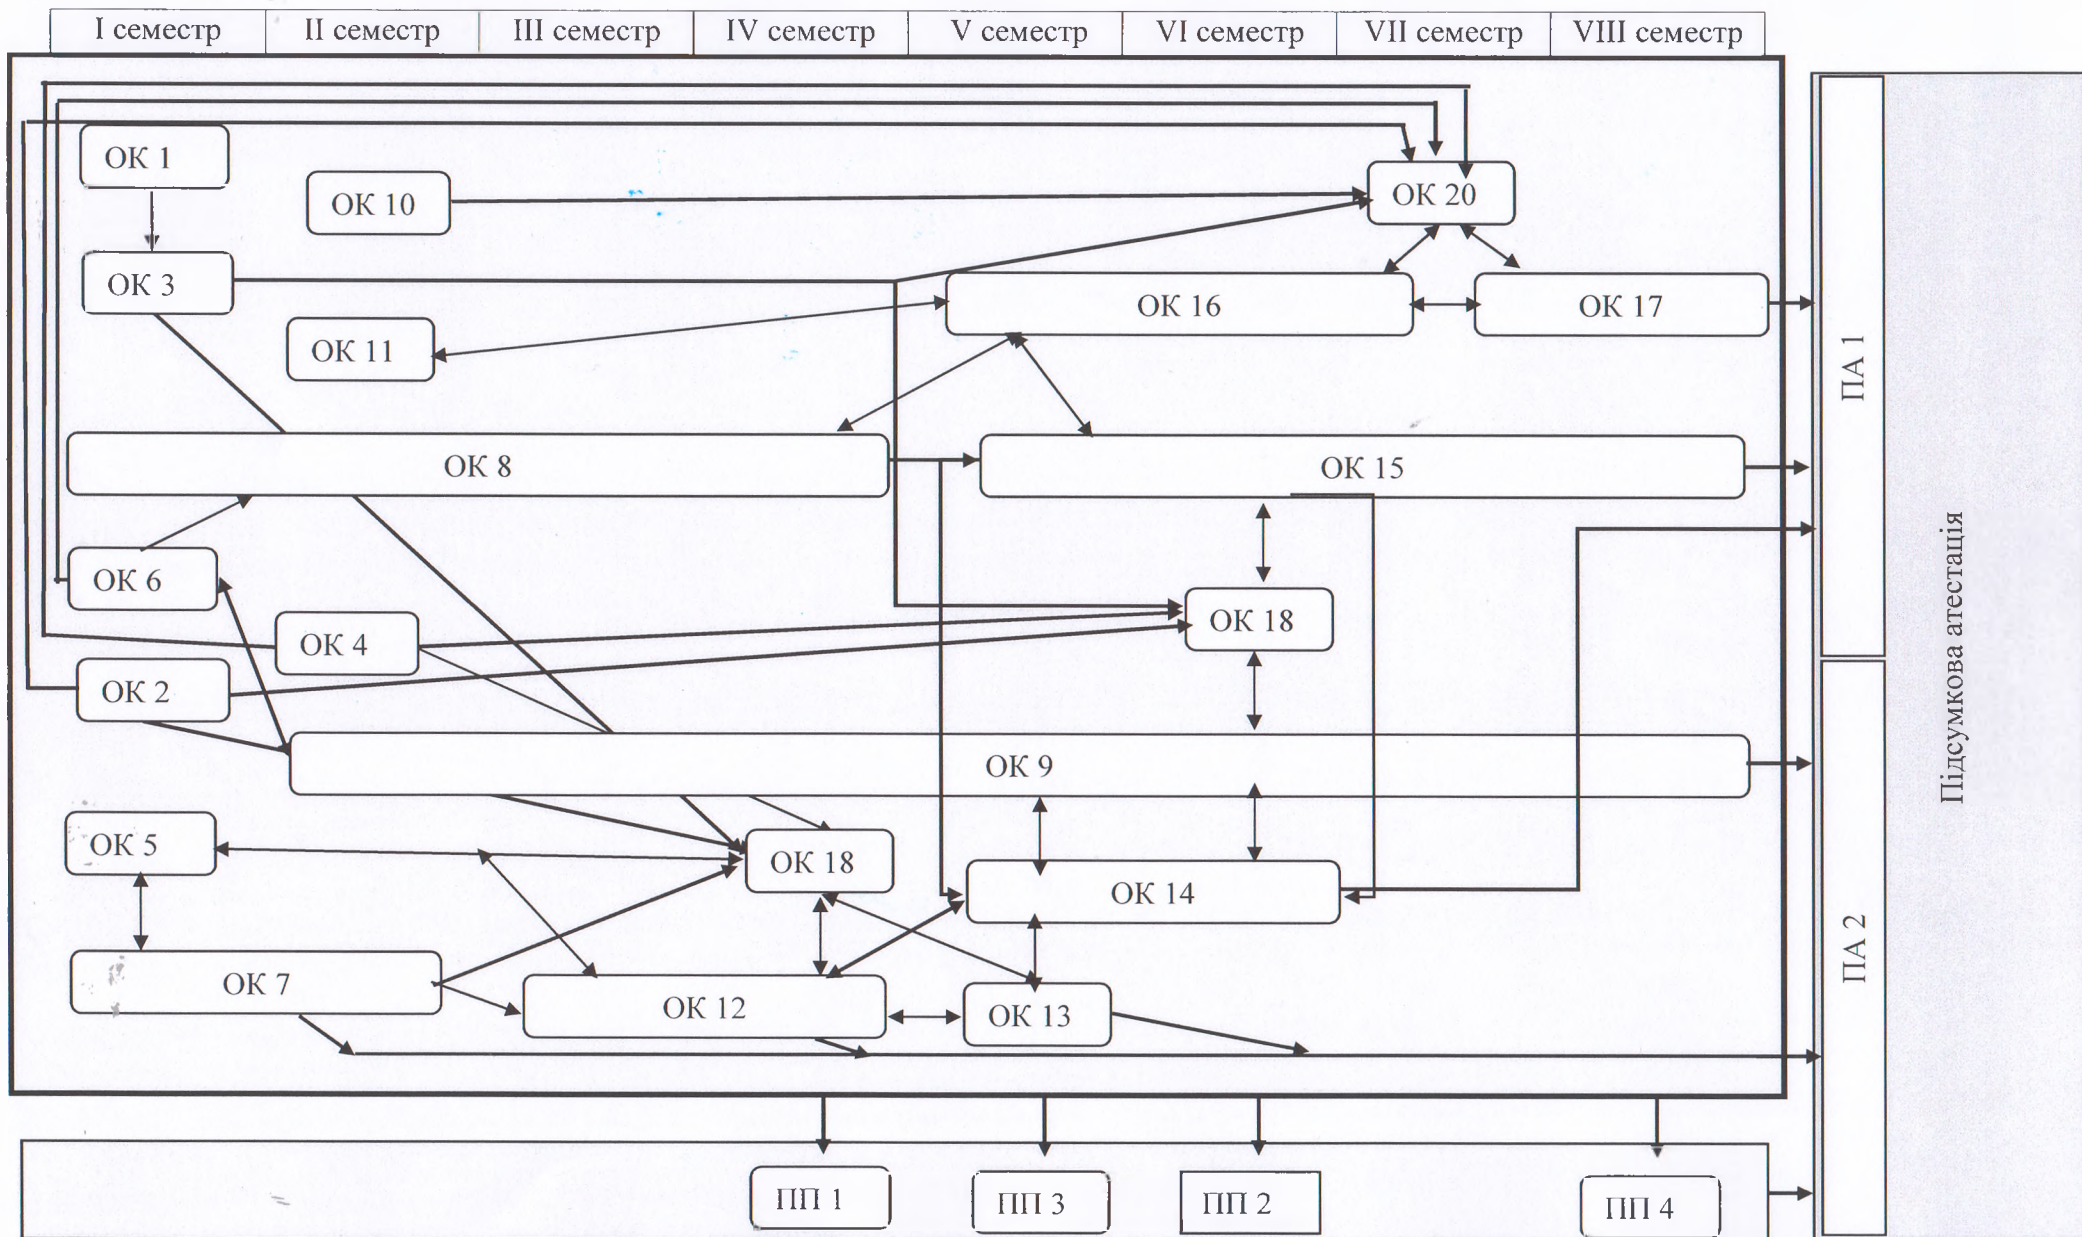 І семестр ІІ семестр ІІІ семестр IV семестр V семестр VI семестр VII семестр VIII семестр
ОК 1
ОК 10
ОК 20
ОК 3
ОК 16
ОК 17
ОК 11
ПА 1
ОК 8
ОК 15
ОК 6
ОК 18
ОК 4
ОК 2
Підсумкова атестація
ОК 9
ОК 5
ОК 18
ОК 14
ПА 2
ОК 7
ОК 12
ОК 13
ПП 1
ПП 3
ПП 2
ПП 4